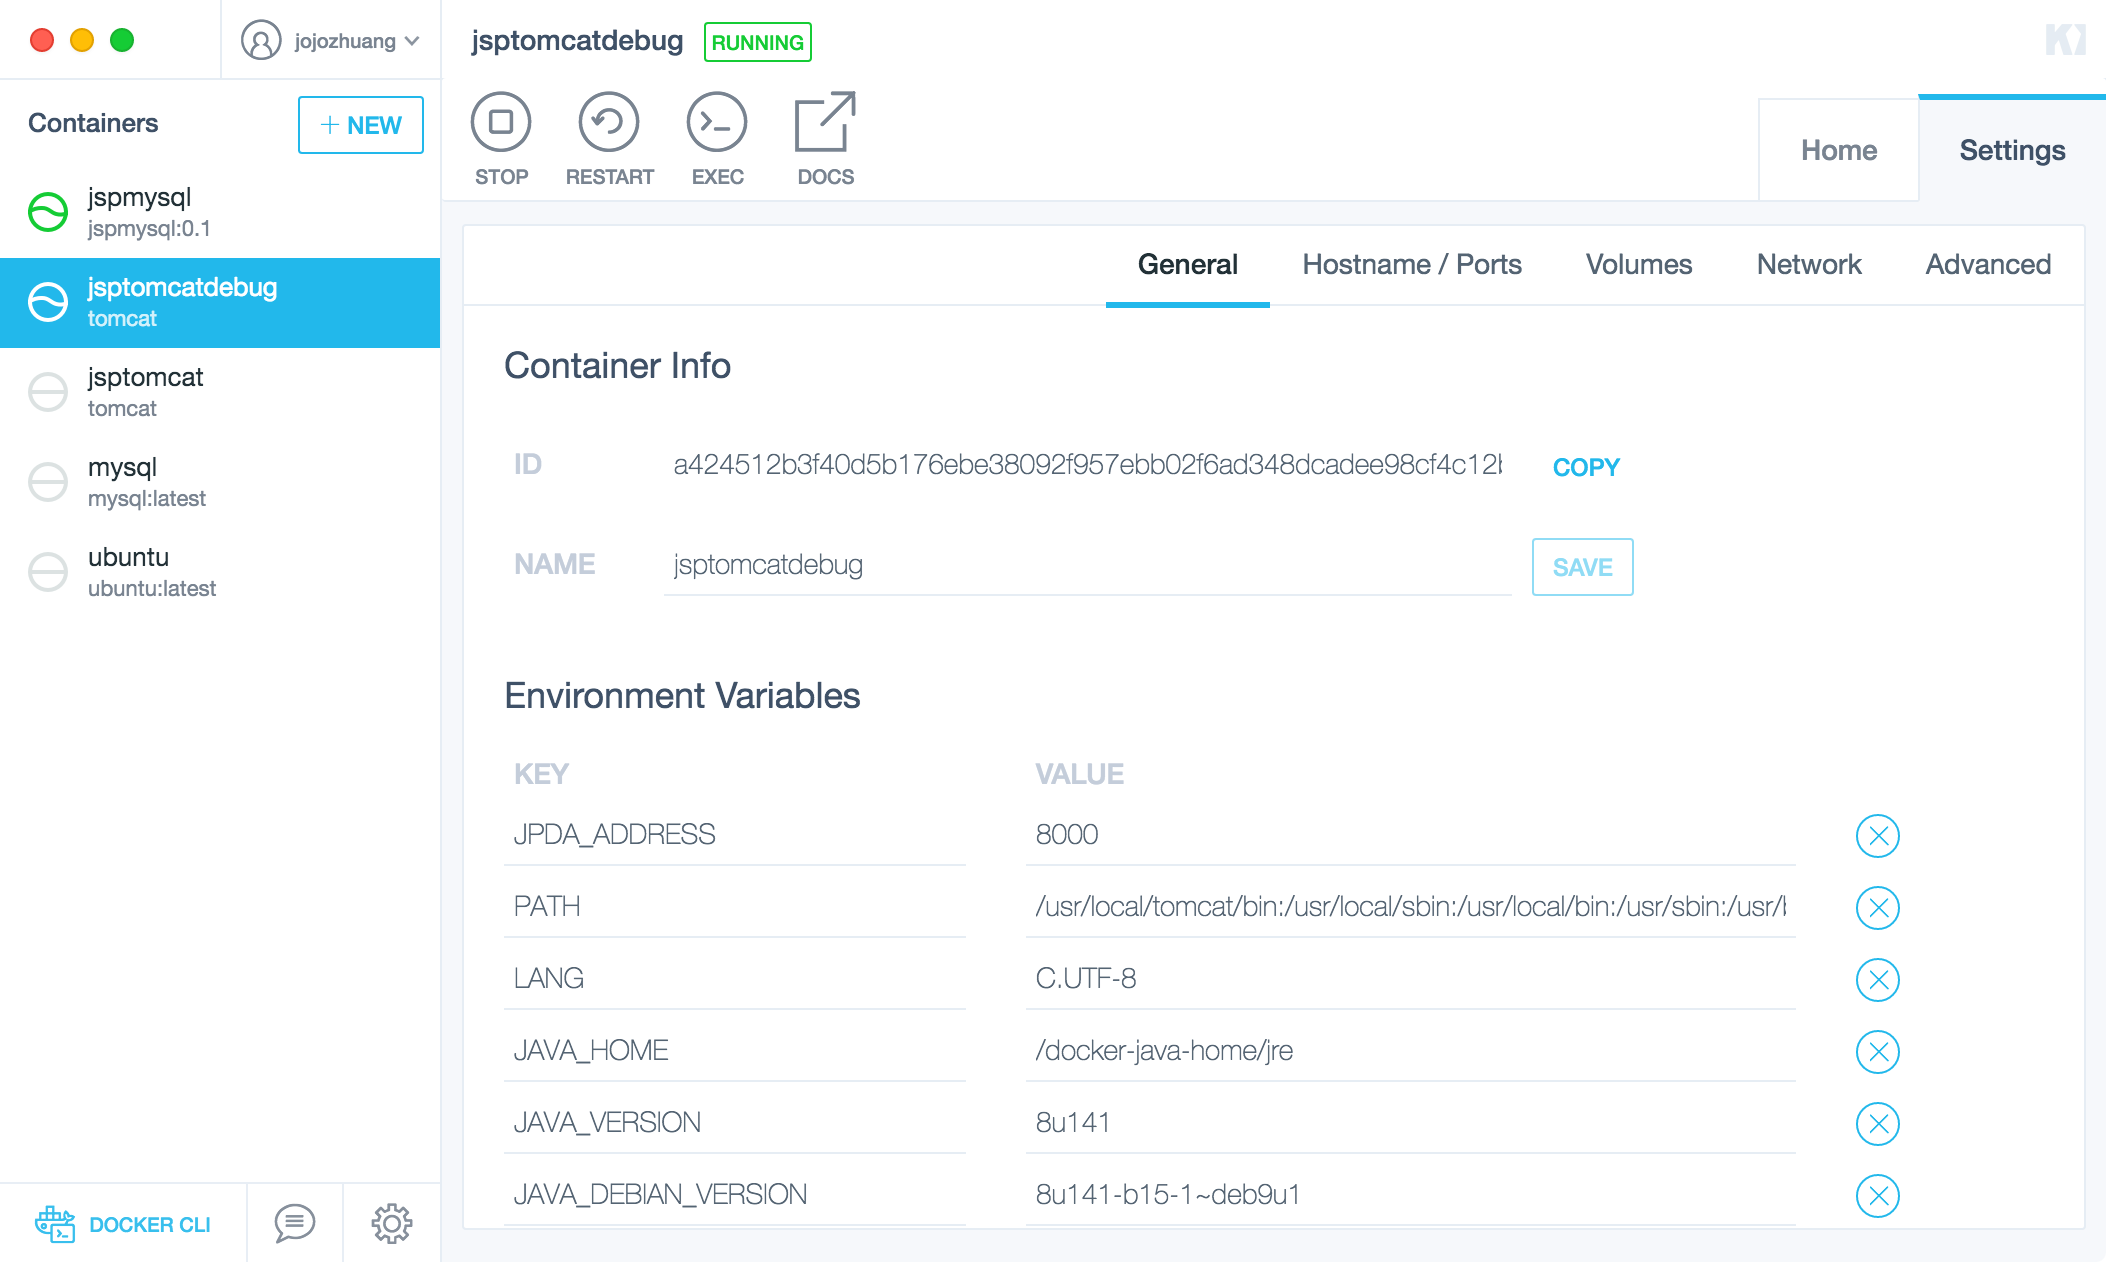 jojozhuang
Containers
+ NEW
jspmysql
jspmysql:0.1
jsptomcatdebug
tomcat
jsptomcat
tomcat
mysql
mysql:latest
ubuntu
ubuntu:latest
DOCKER CLI
jsptomcatdebug RUNNING
STOP RESTART EXEC DOCS
Home Settings
General Hostname / Ports Volumes Network Advanced
Container Info
ID a424512b3f40d5b176ebe38092f957ebb02f6ad348dcadee98cf4c12 COPY
NAME jsptomcatdebug SAVE
Environment Variables
KEY VALUE
JPDA_ADDRESS 8000
PATH /usr/local/tomcat/bin:/usr/local/sbin:/usr/local/bin:/usr/sbin:/usr/
LANG C.UTF-8
JAVA_HOME /docker-java-home/jre
JAVA_VERSION 8u141
JAVA_DEBIAN_VERSION 8u141-b15-1~deb9u1